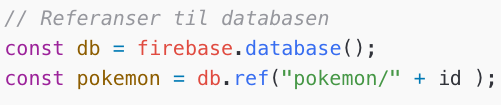 // Referanser til databasen
const db = firebase.database();
const pokemon = db.ref("pokemon/" + id );